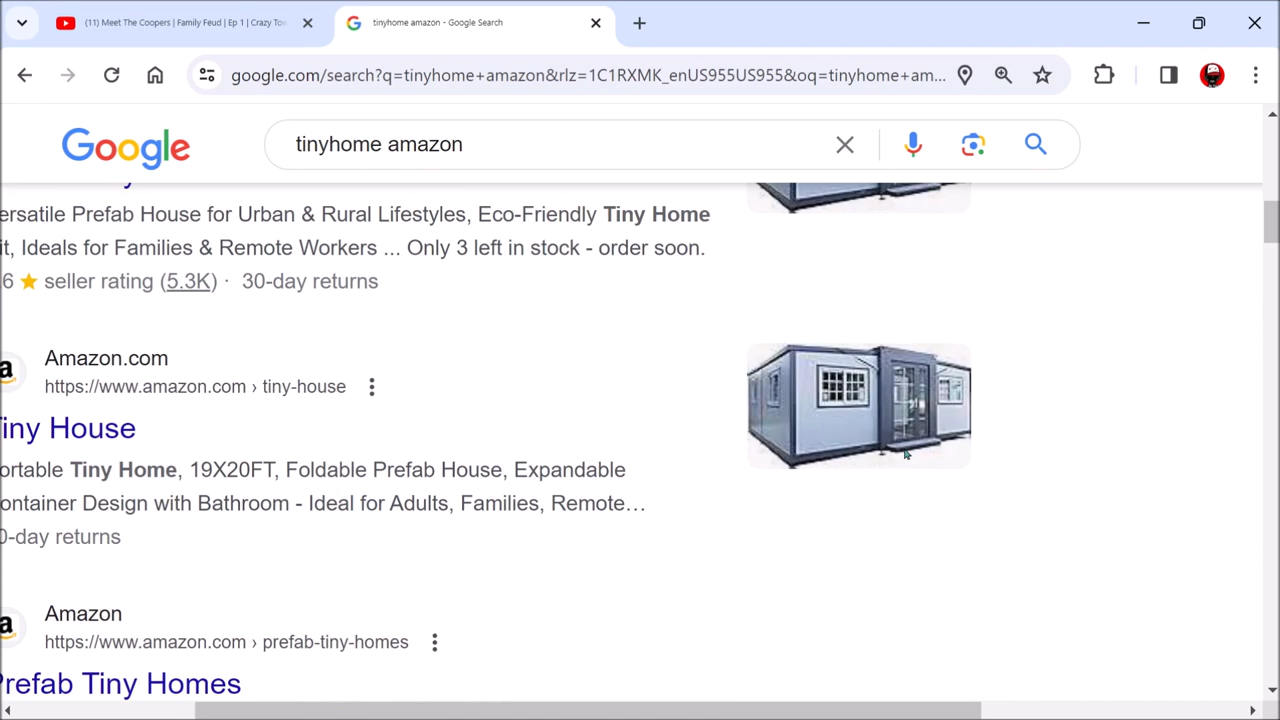 (11) Meet The Coopers | Family Feud | Ep 1 | Crazy Tow
tinyhome amazon - Google Search
google.com/search?q=tinyhome+amazon&rlz=1C1RXMK_enUS955US955&oq=tinyhome+am...
Google
tinyhome amazon
ersatile Prefab House for Urban & Rural Lifestyles, Eco-Friendly Tiny Home
it, Ideals for Families & Remote Workers ... Only 3 left in stock - order soon.
6 seller rating (5.3K) · 30-day returns
a
Amazon.com
https://www.amazon.com › tiny-house
iny House
ortable Tiny Home, 19X20FT, Foldable Prefab House, Expandable
ontainer Design with Bathroom - Ideal for Adults, Families, Remote…
0-day returns
a
Amazon
https://www.amazon.com › prefab-tiny-homes
Prefab Tiny Homes